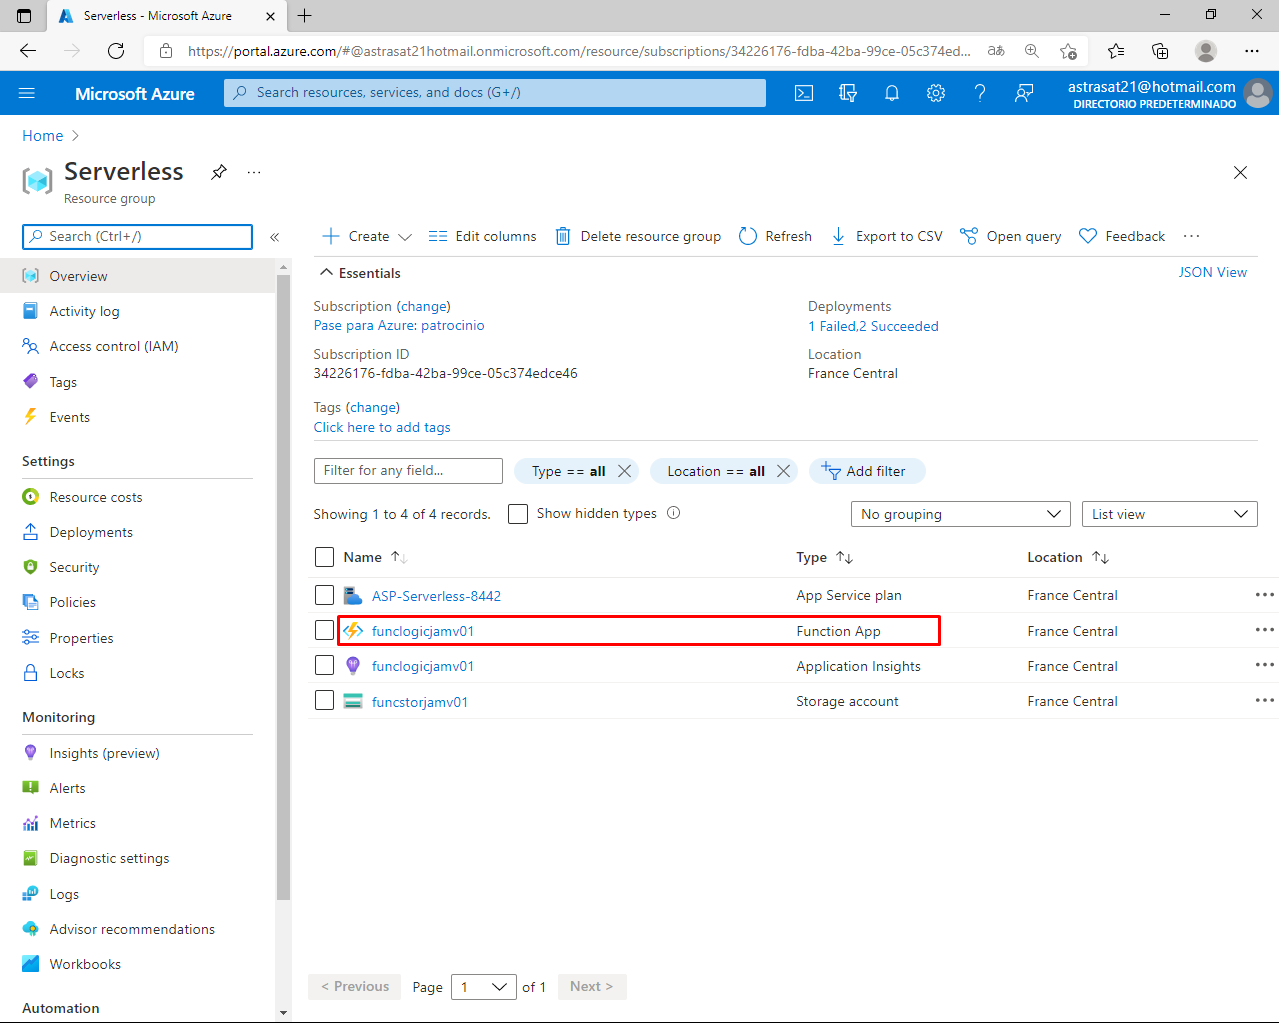 Serverless - Microsoft Azure
https://portal.azure.com/#@astrasat21hotmail.onmicrosoft.com/resource/subscriptions/34226176-fdba-42ba-99ce-05c374ed...
Microsoft Azure
Search resources, services, and docs (G+/)
astrasat21@hotmail.com
DIRECTORIO PREDETERMINADO
Home
Serverless
Resource group
Search (Ctrl+/)
Overview
Activity log
Access control (IAM)
Tags
Events
Settings
Resource costs
Deployments
Security
Policies
Properties
Locks
Monitoring
Insights (preview)
Alerts
Metrics
Diagnostic settings
Logs
Advisor recommendations
Workbooks
Automation
Create
Edit columns
Delete resource group
Refresh
Export to CSV
Open query
Feedback
Essentials
JSON View
Subscription (change)
Pase para Azure: patrocinio
Subscription ID
34226176-fdba-42ba-99ce-05c374edce46
Tags (change)
Click here to add tags
Deployments
1 Failed,2 Succeeded
Location
France Central
Filter for any field...
Type == all
Location == all
Add filter
Showing 1 to 4 of 4 records.
Show hidden types
No grouping
List view
Name Type Location
ASP-Serverless-8442 App Service plan France Central
funclogicjamv01 Function App France Central
funclogicjamv01 Application Insights France Central
funcstorjamv01 Storage account France Central
< Previous
Page 1 of 1
Next >